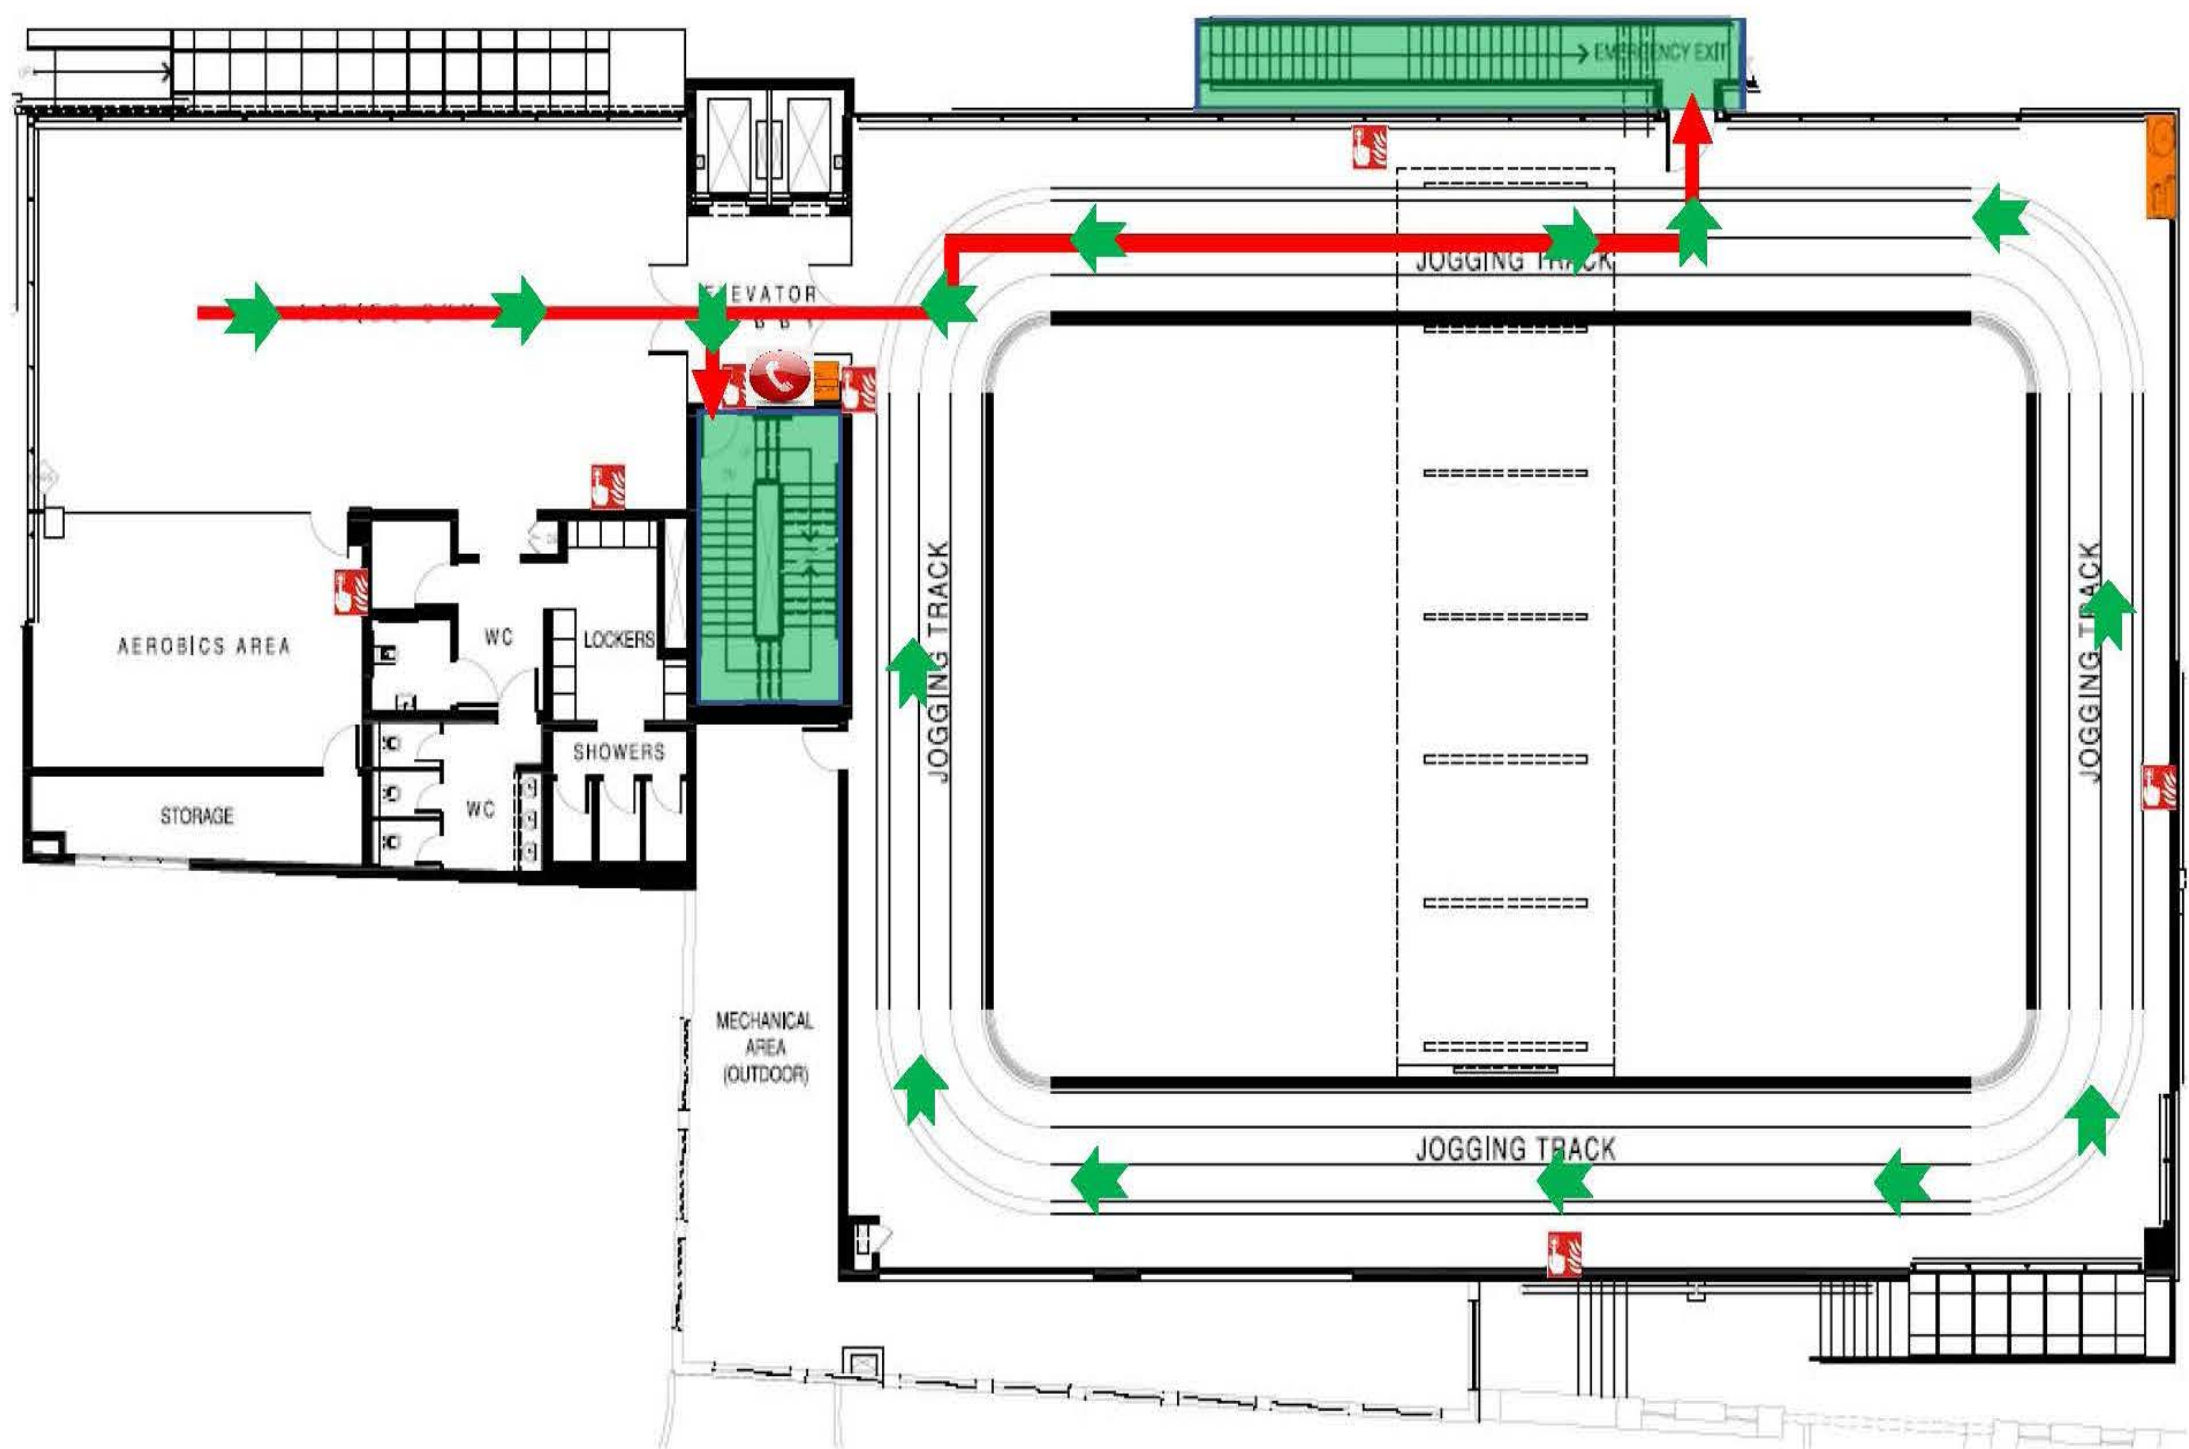 EMERGENCY EXIT
JOGGING TRACK
ELEVATOR
JOGGING TRACK
JOGGING TRACK
AEROBICS AREA
WC
LOCKERS
SHOWERS
STORAGE
WC
MECHANICAL
AREA
(OUTDOOR)
JOGGING TRACK